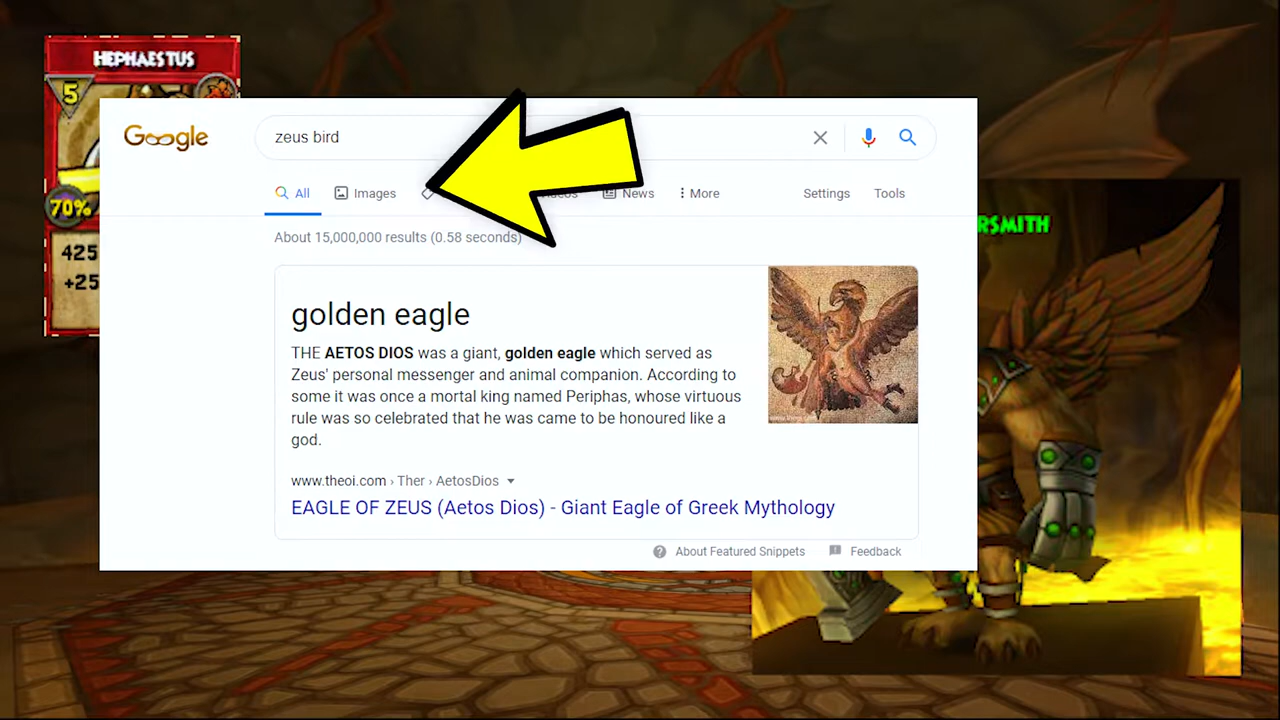 HEPHAESTUS
5
70%
425
+25
Google
zeus bird
All
Images
News
More
Settings
Tools
About 15,000,000 results (0.58 seconds)
golden eagle
THE AETOS DIOS was a giant, golden eagle which served as
Zeus' personal messenger and animal companion. According to
some it was once a mortal king named Periphas, whose virtuous
rule was so celebrated that he was came to be honoured like a
god.
www.theoi.com › Ther › AetosDios
EAGLE OF ZEUS (Aetos Dios) - Giant Eagle of Greek Mythology
About Featured Snippets
Feedback
RSMITH